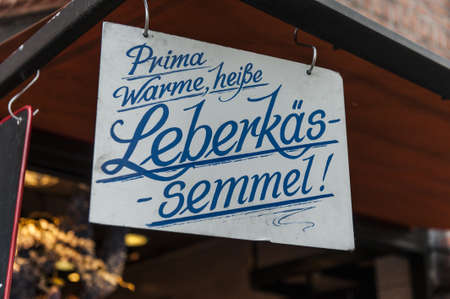 Prima
Warme, heiße
Leberkäs-
-semmel!